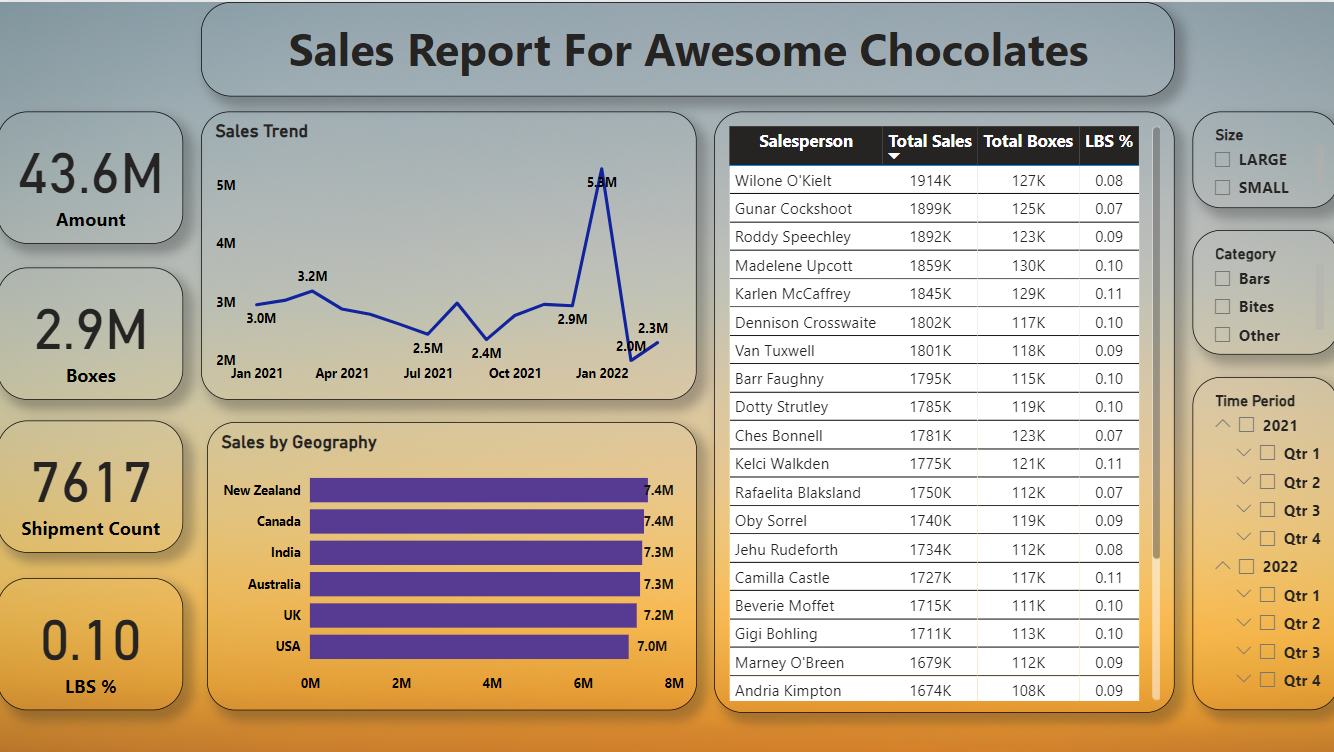 Sales Report For Awesome Chocolates
43.6M
Amount
2.9M
Boxes
7617
Shipment Count
0.10
LBS %
Sales Trend
5M
4M
3M
2M
3.0M
3.2M
2.5M
2.4M
2.9M
5.3M
2.0M
2.3M
Jan 2021 Apr 2021 Jul 2021 Oct 2021 Jan 2022
Sales by Geography
New Zealand 7.4M
Canada 7.4M
India 7.3M
Australia 7.3M
UK 7.2M
USA 7.0M
0M 2M 4M 6M 8M
Salesperson Total Sales Total Boxes LBS %
Wilone O'Kielt 1914K 127K 0.08
Gunar Cockshoot 1899K 125K 0.07
Roddy Speechley 1892K 123K 0.09
Madelene Upcott 1859K 130K 0.10
Karlen McCaffrey 1845K 129K 0.11
Dennison Crosswaite 1802K 117K 0.10
Van Tuxwell 1801K 118K 0.09
Barr Faughny 1795K 115K 0.10
Dotty Strutley 1785K 119K 0.10
Ches Bonnell 1781K 123K 0.07
Kelci Walkden 1775K 121K 0.11
Rafaelita Blaksland 1750K 112K 0.07
Oby Sorrel 1740K 119K 0.09
Jehu Rudeforth 1734K 112K 0.08
Camilla Castle 1727K 117K 0.11
Beverie Moffet 1715K 111K 0.10
Gigi Bohling 1711K 113K 0.10
Marney O'Breen 1679K 112K 0.09
Andria Kimpton 1674K 108K 0.09
Size
LARGE
SMALL
Category
Bars
Bites
Other
Time Period
2021
Qtr 1
Qtr 2
Qtr 3
Qtr 4
2022
Qtr 1
Qtr 2
Qtr 3
Qtr 4